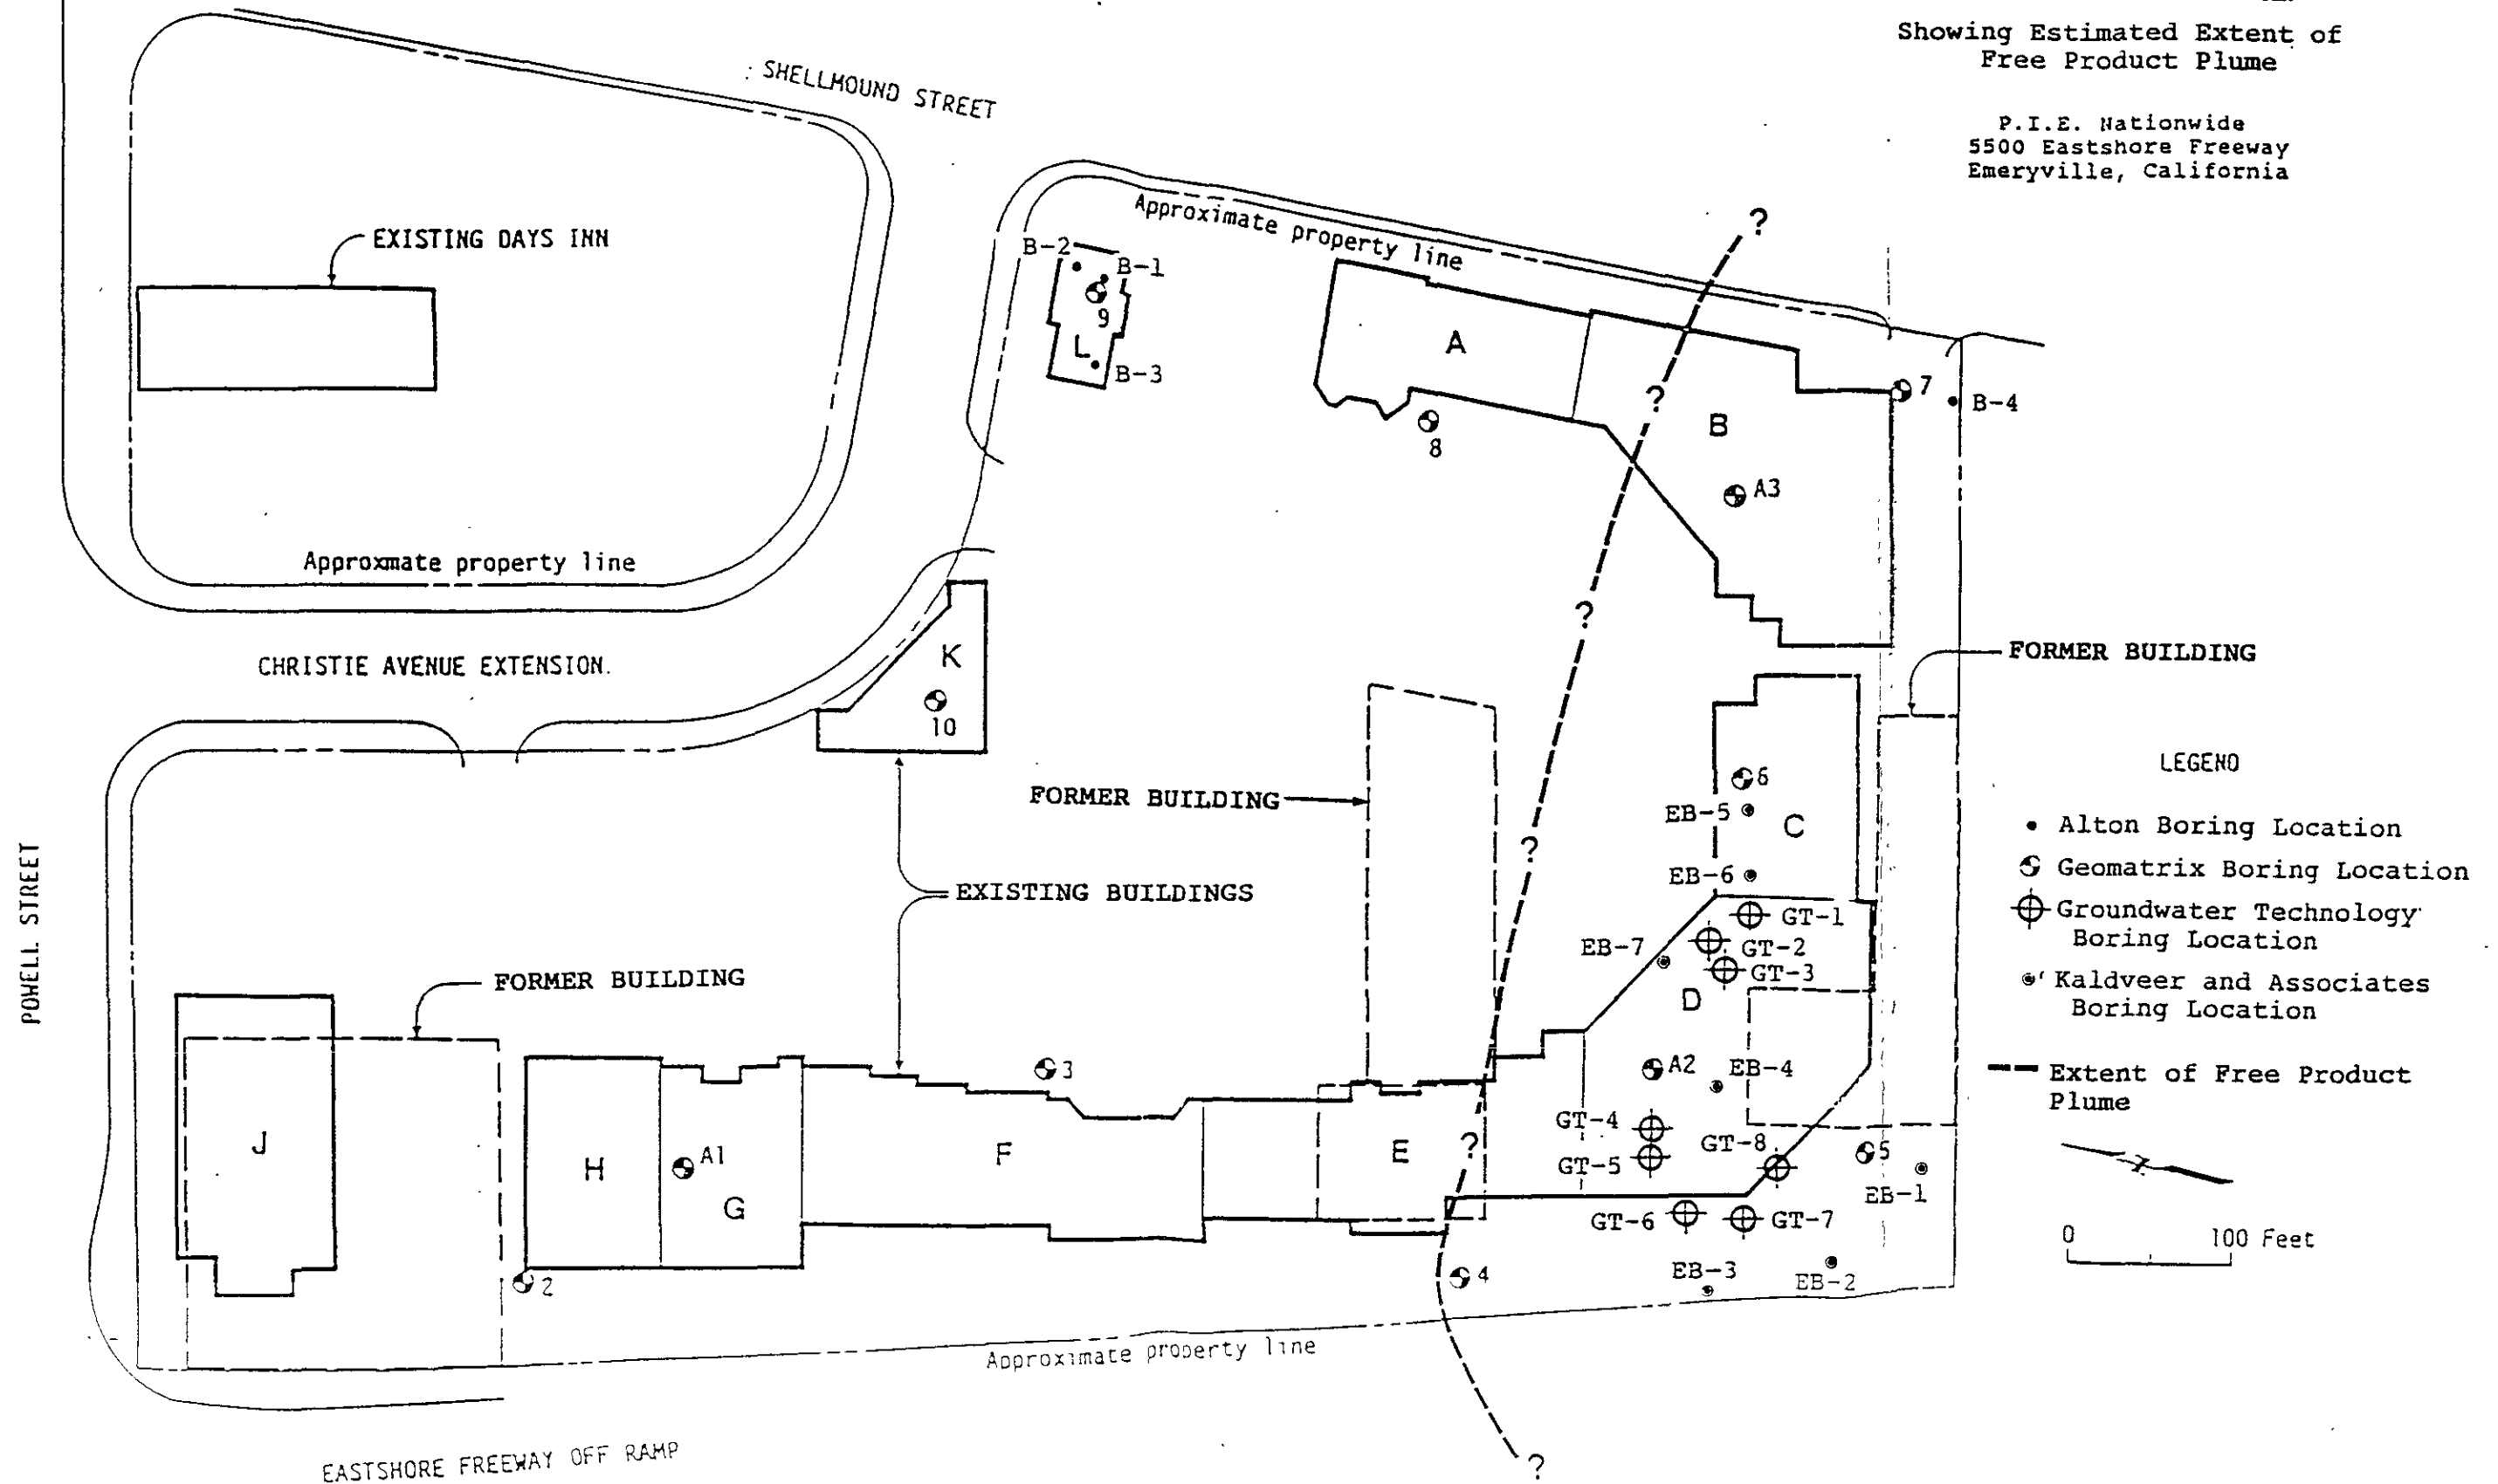 Showing Estimated Extent of
Free Product Plume
P.I.E. Nationwide
5500 Eastshore Freeway
Emeryville, California
: SHELLMOUND STREET
EXISTING DAYS INN
Approximate property line
?
B-2
B-1
9
L
B-3
A
8
?
B
7
B-4
A3
Approxmate property line
?
CHRISTIE AVENUE EXTENSION.
K
10
FORMER BUILDING
FORMER BUILDING
6
EB-5
C
?
EB-6
EXISTING BUILDINGS
GT-1
EB-7
GT-2
GT-3
D
POWELL STREET
FORMER BUILDING
3
A2
EB-4
GT-4
GT-8
GT-5
5
EB-1
J
H
A1
G
F
E
?
GT-6
GT-7
2
4
EB-3
EB-2
Approximate property line
EASTSHORE FREEWAY OFF RAMP
?
LEGEND
Alton Boring Location
Geomatrix Boring Location
Groundwater Technology
Boring Location
Kaldveer and Associates
Boring Location
Extent of Free Product
Plume
Z
0 100 Feet